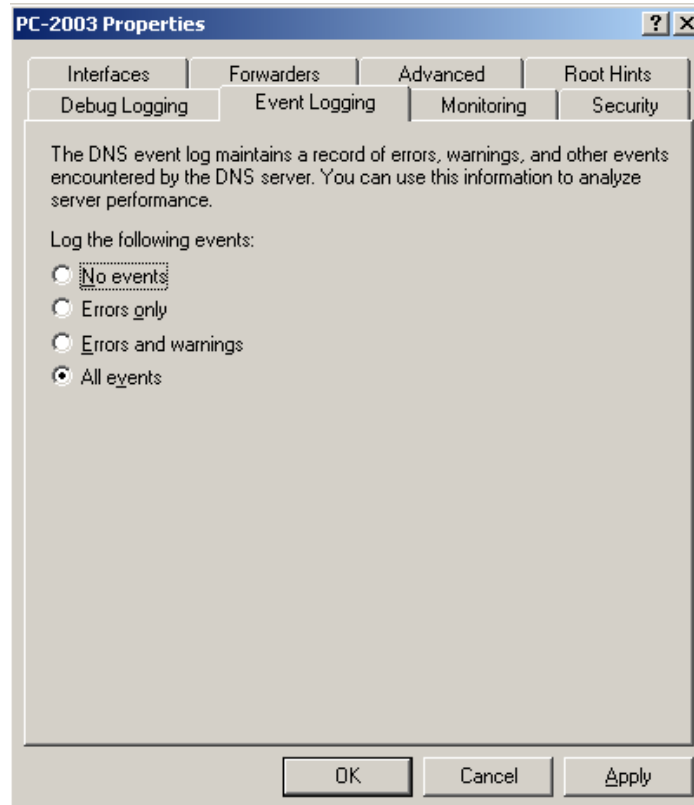 PC-2003 Properties
Interfaces Forwarders Advanced Root Hints
Debug Logging Event Logging Monitoring Security
The DNS event log maintains a record of errors, warnings, and other events
encountered by the DNS server. You can use this information to analyze
server performance.
Log the following events:
No events
Errors only
Errors and warnings
All events
OK Cancel Apply